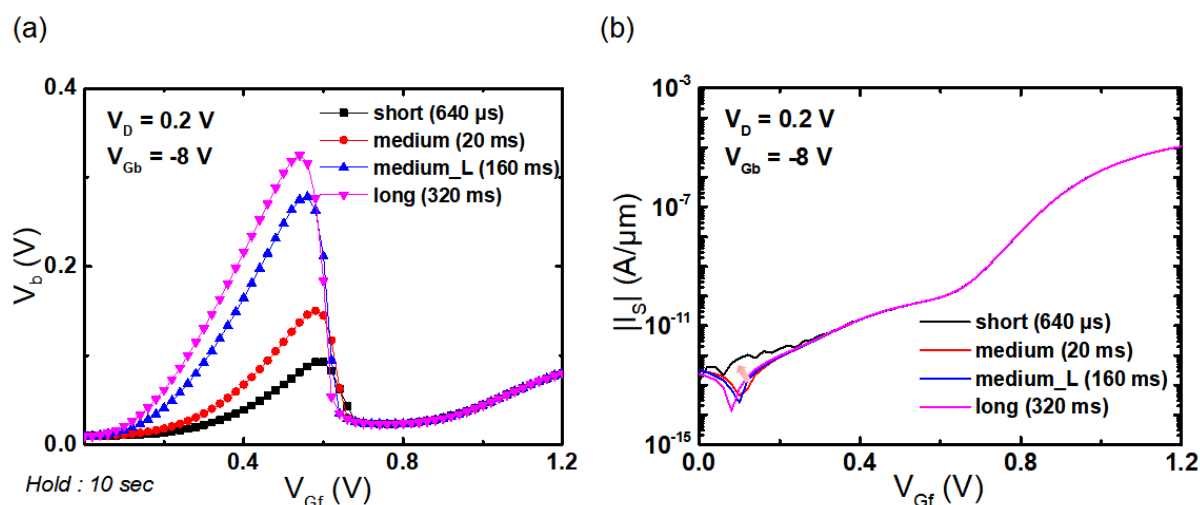 (a)
V_D = 0.2 V
V_Gb = -8 V
short (640 µs)
medium (20 ms)
medium_L (160 ms)
long (320 ms)
V_b (V)
0.4
0.2
0.0
0.4
0.8
1.2
V_Gf (V)
Hold : 10 sec
(b)
V_D = 0.2 V
V_Gb = -8 V
|I_S| (A/µm)
10^-3
10^-7
10^-11
10^-15
short (640 µs)
medium (20 ms)
medium_L (160 ms)
long (320 ms)
0.0
0.4
0.8
1.2
V_Gf (V)